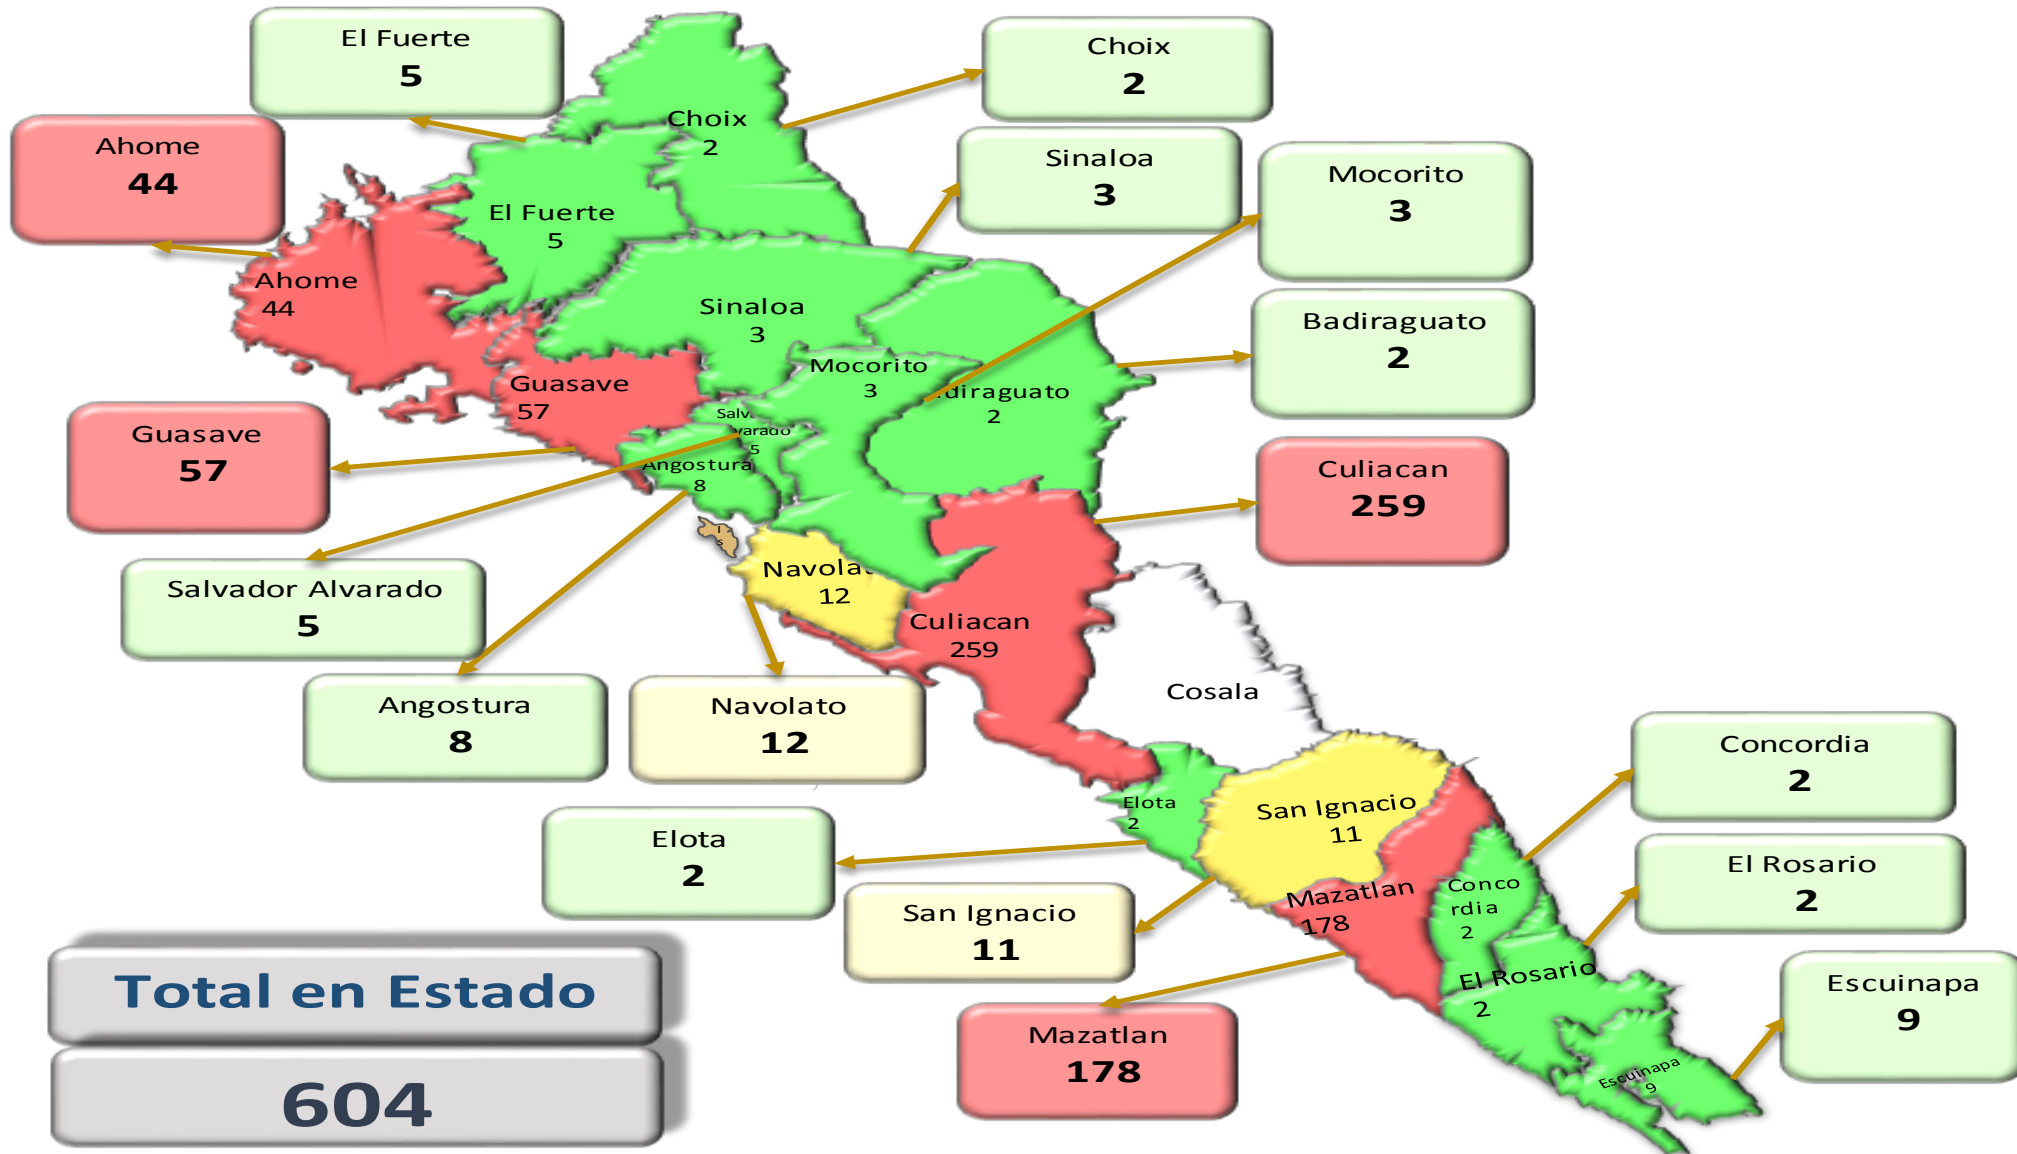 El Fuerte
5
Choix
2
Ahome
44
Sinaloa
3
Mocorito
3
Badiraguato
2
Guasave
57
Culiacan
259
Salvador Alvarado
5
Angostura
8
Navolato
12
Elota
2
San Ignacio
11
Mazatlan
178
Concordia
2
El Rosario
2
Escuinapa
9
Choix
2
El Fuerte
5
Ahome
44
Sinaloa
3
Mocorito
3
diraguato
2
Guasave
57
Salv
varado
5
Angostura
8
Navolat
12
Culiacan
259
Cosala
Elota
2
San Ignacio
11
Mazatlan
178
Conco
rdia
2
El Rosario
2
Escuinapa
9
Total en Estado
604